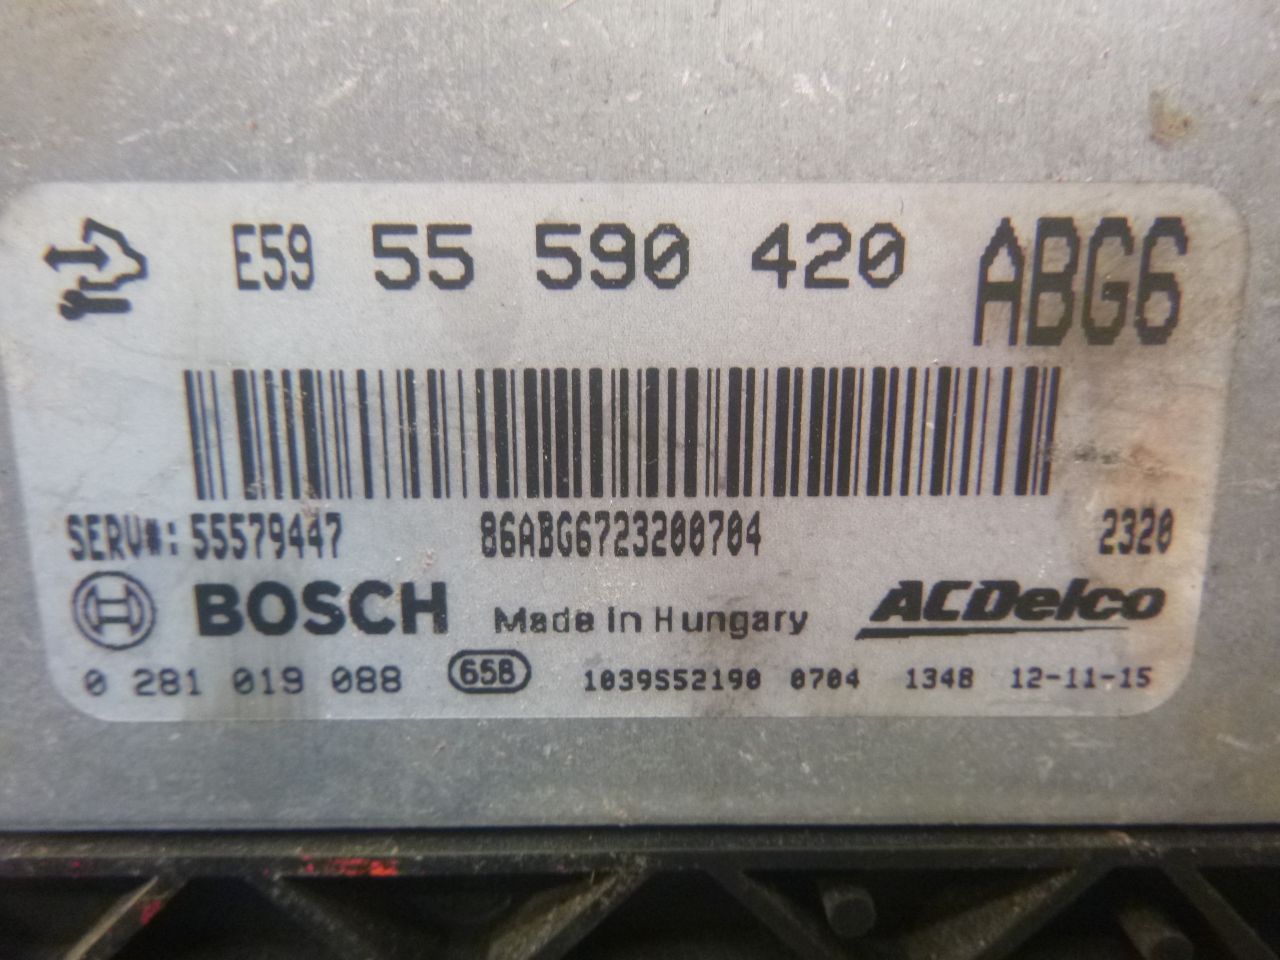 E59 55 590 420 ABG6
SERV#: 55579447 86ABG6723200704 2320
BOSCH Made in Hungary ACDelco
0 281 019 088 658 1039S52190 0704 1348 12-11-15